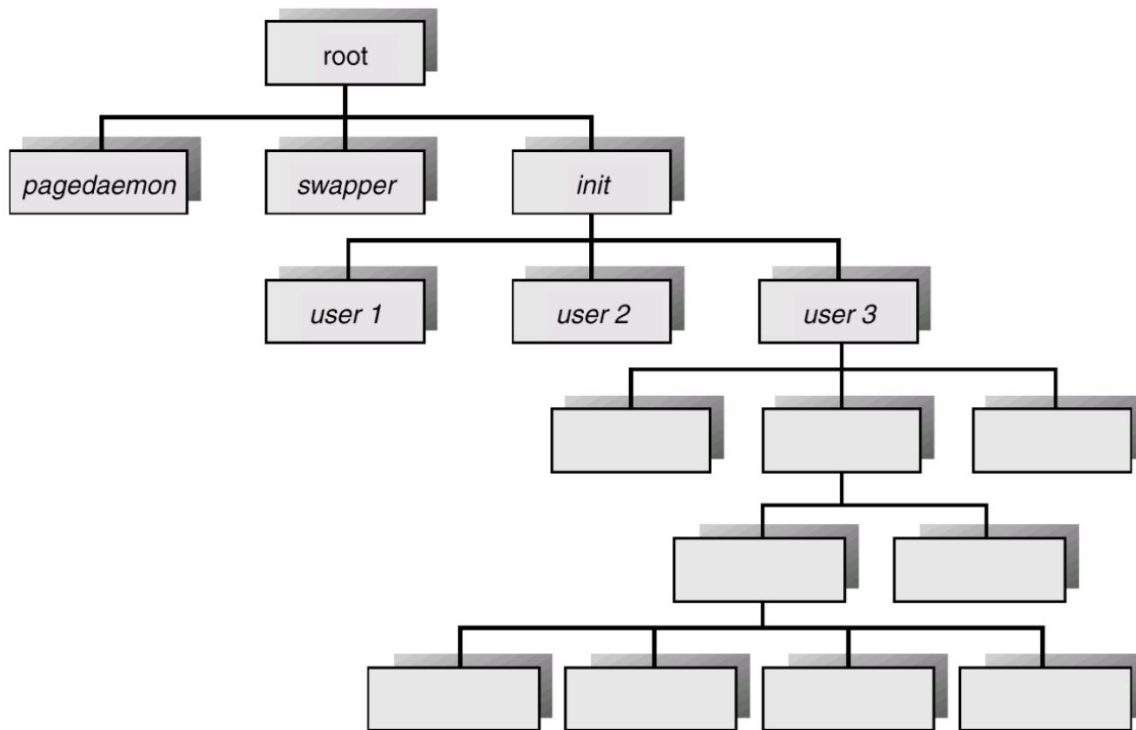 root
pagedaemon
swapper
init
user 1
user 2
user 3